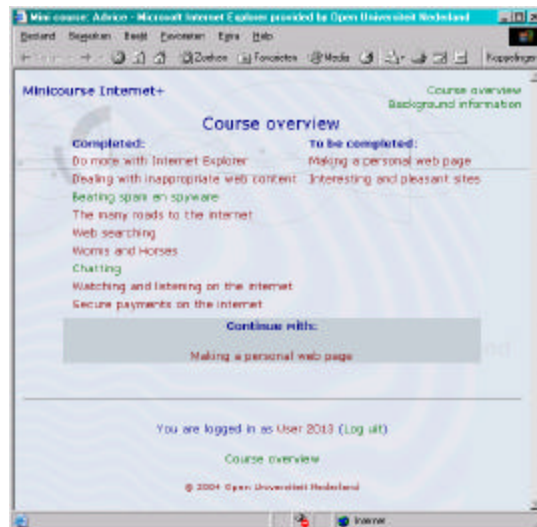 Mini course: Advice - Microsoft Internet Explorer provided by Open Universiteit Nederland
Bestand Bewerken Beeld Favorieten Extra Help
Zoeken Favorieten Media Koppelingen
Minicourse Internet+
Course overview
Background information
Course overview
Completed: To be completed:
Do more with Internet Explorer Making a personal web page
Dealing with inappropriate web content Interesting and pleasant sites
Beating spam en spyware
The many roads to the internet
Web searching
Worms and Horses
Chatting
Watching and listening on the internet
Secure payments on the internet
Continue with:
Making a personal web page
You are logged in as User 2013 (Log uit)
Course overview
© 2004 Open Universiteit Nederland
Internet